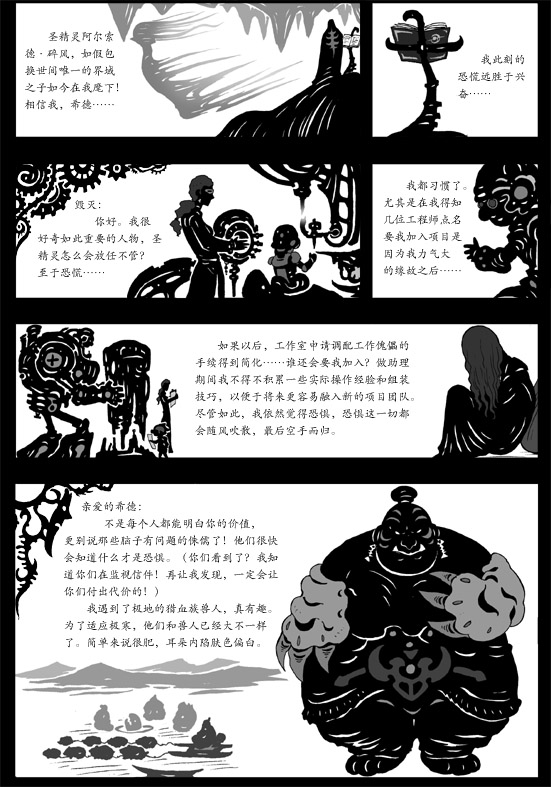 圣精灵阿尔索
德·碎风，如假包
换世间唯一的界域
之子如今在我麾下！
相信我，希德……
我此刻的
恐慌远胜于兴
奋……
毁灭：
你好。我很
好奇如此重要的人物，圣
精灵怎么会放任不管？
至于恐慌……
我都习惯了。
尤其是在我得知
几位工程师点名
要我加入项目是
因为我力气大
的缘故之后……
如果以后，工作室申请调配工作傀儡的
手续得到简化……谁还会要我加入？做助理
期间我不得不积累一些实际操作经验和组装
技巧，以便于将来更容易融入新的项目团队。
尽管如此，我依然觉得恐惧，恐惧这一切都
会随风吹散，最后空手而归。
亲爱的希德：
不是每个人都能明白你的价值，
更别说那些脑子有问题的侏儒了！他们很快
会知道什么才是恐慌。（你们看到了？我知
道你们在监视信件！再让我发现，一定会让
你们付出代价的！）
我遇到了极地的猎血族兽人，真有趣。
为了适应极寒，他们和兽人已经大不一样
了。简单来说很肥，耳朵内陷肤色偏白。